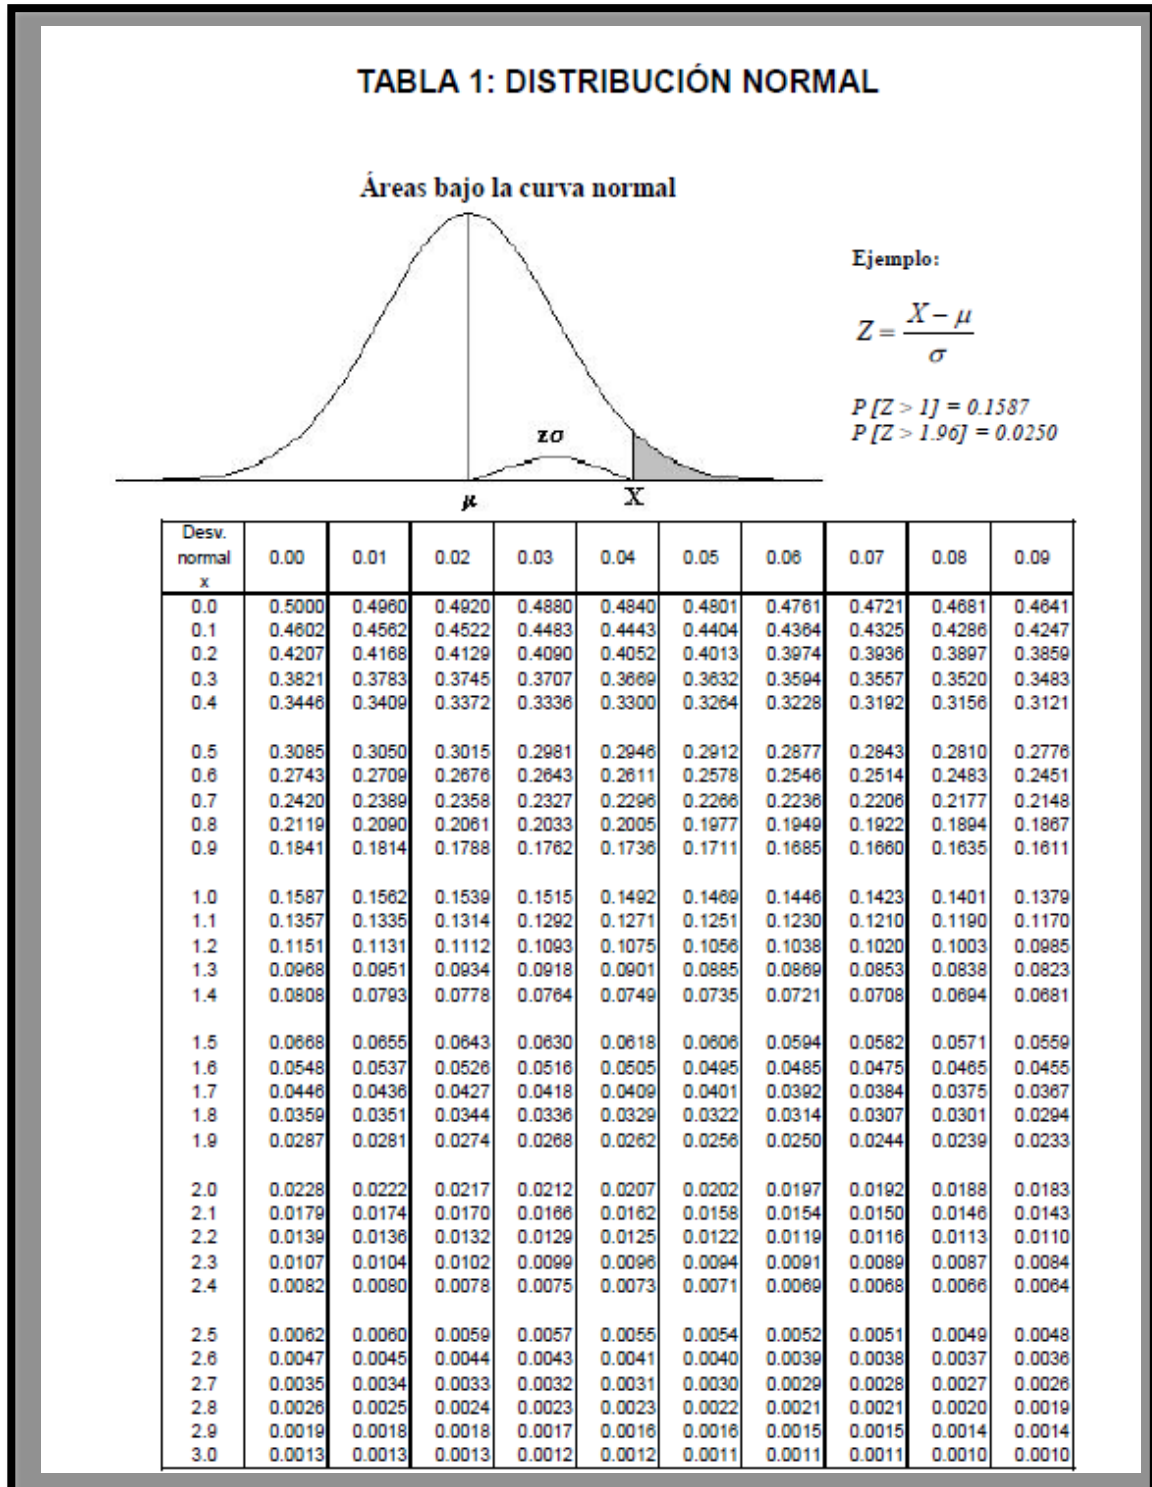 TABLA 1: DISTRIBUCIÓN NORMAL
Áreas bajo la curva normal
Ejemplo:
Z = X − μ / σ
P [Z > 1] = 0.1587
P [Z > 1.96] = 0.0250
zσ
μ X
Desv. normal x 0.00 0.01 0.02 0.03 0.04 0.05 0.06 0.07 0.08 0.09
0.0 0.5000 0.4960 0.4920 0.4880 0.4840 0.4801 0.4761 0.4721 0.4681 0.4641
0.1 0.4602 0.4562 0.4522 0.4483 0.4443 0.4404 0.4364 0.4325 0.4286 0.4247
0.2 0.4207 0.4168 0.4129 0.4090 0.4052 0.4013 0.3974 0.3936 0.3897 0.3859
0.3 0.3821 0.3783 0.3745 0.3707 0.3669 0.3632 0.3594 0.3557 0.3520 0.3483
0.4 0.3446 0.3409 0.3372 0.3336 0.3300 0.3264 0.3228 0.3192 0.3156 0.3121
0.5 0.3085 0.3050 0.3015 0.2981 0.2946 0.2912 0.2877 0.2843 0.2810 0.2776
0.6 0.2743 0.2709 0.2676 0.2643 0.2611 0.2578 0.2546 0.2514 0.2483 0.2451
0.7 0.2420 0.2389 0.2358 0.2327 0.2296 0.2266 0.2236 0.2206 0.2177 0.2148
0.8 0.2119 0.2090 0.2061 0.2033 0.2005 0.1977 0.1949 0.1922 0.1894 0.1867
0.9 0.1841 0.1814 0.1788 0.1762 0.1736 0.1711 0.1685 0.1660 0.1635 0.1611
1.0 0.1587 0.1562 0.1539 0.1515 0.1492 0.1469 0.1446 0.1423 0.1401 0.1379
1.1 0.1357 0.1335 0.1314 0.1292 0.1271 0.1251 0.1230 0.1210 0.1190 0.1170
1.2 0.1151 0.1131 0.1112 0.1093 0.1075 0.1056 0.1038 0.1020 0.1003 0.0985
1.3 0.0968 0.0951 0.0934 0.0918 0.0901 0.0885 0.0869 0.0853 0.0838 0.0823
1.4 0.0808 0.0793 0.0778 0.0764 0.0749 0.0735 0.0721 0.0708 0.0694 0.0681
1.5 0.0668 0.0655 0.0643 0.0630 0.0618 0.0606 0.0594 0.0582 0.0571 0.0559
1.6 0.0548 0.0537 0.0526 0.0516 0.0505 0.0495 0.0485 0.0475 0.0465 0.0455
1.7 0.0446 0.0436 0.0427 0.0418 0.0409 0.0401 0.0392 0.0384 0.0375 0.0367
1.8 0.0359 0.0351 0.0344 0.0336 0.0329 0.0322 0.0314 0.0307 0.0301 0.0294
1.9 0.0287 0.0281 0.0274 0.0268 0.0262 0.0256 0.0250 0.0244 0.0239 0.0233
2.0 0.0228 0.0222 0.0217 0.0212 0.0207 0.0202 0.0197 0.0192 0.0188 0.0183
2.1 0.0179 0.0174 0.0170 0.0166 0.0162 0.0158 0.0154 0.0150 0.0146 0.0143
2.2 0.0139 0.0136 0.0132 0.0129 0.0125 0.0122 0.0119 0.0116 0.0113 0.0110
2.3 0.0107 0.0104 0.0102 0.0099 0.0096 0.0094 0.0091 0.0089 0.0087 0.0084
2.4 0.0082 0.0080 0.0078 0.0075 0.0073 0.0071 0.0069 0.0068 0.0066 0.0064
2.5 0.0062 0.0060 0.0059 0.0057 0.0055 0.0054 0.0052 0.0051 0.0049 0.0048
2.6 0.0047 0.0045 0.0044 0.0043 0.0041 0.0040 0.0039 0.0038 0.0037 0.0036
2.7 0.0035 0.0034 0.0033 0.0032 0.0031 0.0030 0.0029 0.0028 0.0027 0.0026
2.8 0.0026 0.0025 0.0024 0.0023 0.0023 0.0022 0.0021 0.0021 0.0020 0.0019
2.9 0.0019 0.0018 0.0018 0.0017 0.0016 0.0016 0.0015 0.0015 0.0014 0.0014
3.0 0.0013 0.0013 0.0013 0.0012 0.0012 0.0011 0.0011 0.0011 0.0010 0.0010